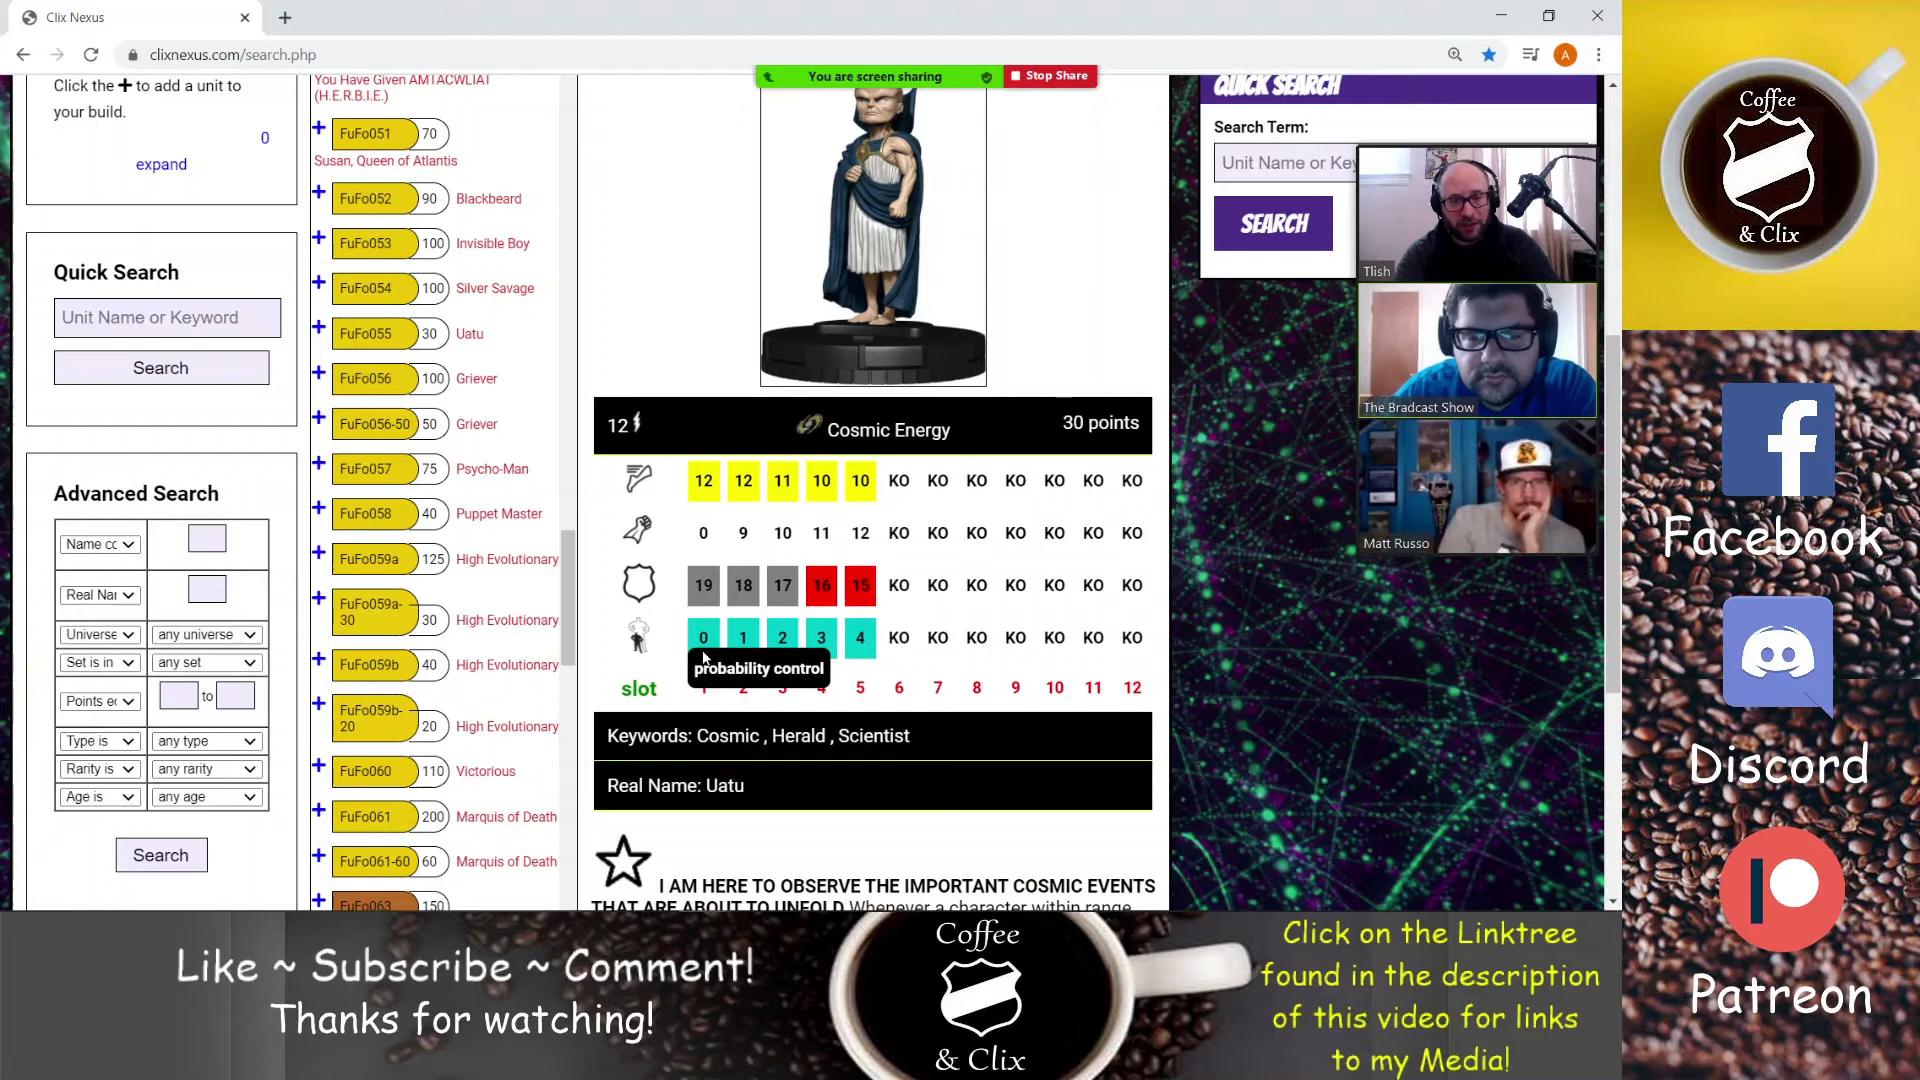 Clix Nexus
clixnexus.com/search.php
A
You are screen sharing
Stop Share
Click the + to add a unit to
your build.
0
expand
Quick Search
Unit Name or Keyword
Search
Advanced Search
Real Nar
Universe
any universe
Set is in
any set
to
Type is
any type
Rarity is
any rarity
Age is
any age
Search
You Have Given AMTACWLIAT
(H.E.R.B.I.E.)
FuFo051 70
Susan, Queen of Atlantis
FuFo052 90 Blackbeard
FuFo053 100 Invisible Boy
FuFo054 100 Silver Savage
FuFo055 30 Uatu
FuFo056 100 Griever
FuFo056-50 50 Griever
FuFo057 75 Psycho-Man
FuFo058 40 Puppet Master
FuFo059a 125 High Evolutionary
FuFo059a-
30 30 High Evolutionary
FuFo059b 40 High Evolutionary
FuFo059b-
20 20 High Evolutionary
FuFo060 110 Victorious
FuFo061 200 Marquis of Death
FuFo061-60 60 Marquis of Death
FuFo063 150
12 Cosmic Energy 30 points
12 12 11 10 10 KO KO KO KO KO KO KO
0 9 10 11 12 KO KO KO KO KO KO KO
19 18 17 16 15 KO KO KO KO KO KO KO
0 1 2 3 4 KO KO KO KO KO KO KO
probability control
slot 5 6 7 8 9 10 11 12
Keywords: Cosmic , Herald , Scientist
Real Name: Uatu
I AM HERE TO OBSERVE THE IMPORTANT COSMIC EVENTS
THAT ARE ABOUT TO UNFOLD Whenever a character within range
QUICK SEARCH
Search Term:
Unit Name or Key
SEARCH
Tlish
The Bradcast Show
Matt Russo
Coffee
& Clix
Facebook
Discord
Patreon
Like ~ Subscribe ~ Comment!
Thanks for watching!
Coffee
& Clix
Click on the Linktree
found in the description
of this video for links
to my Media!